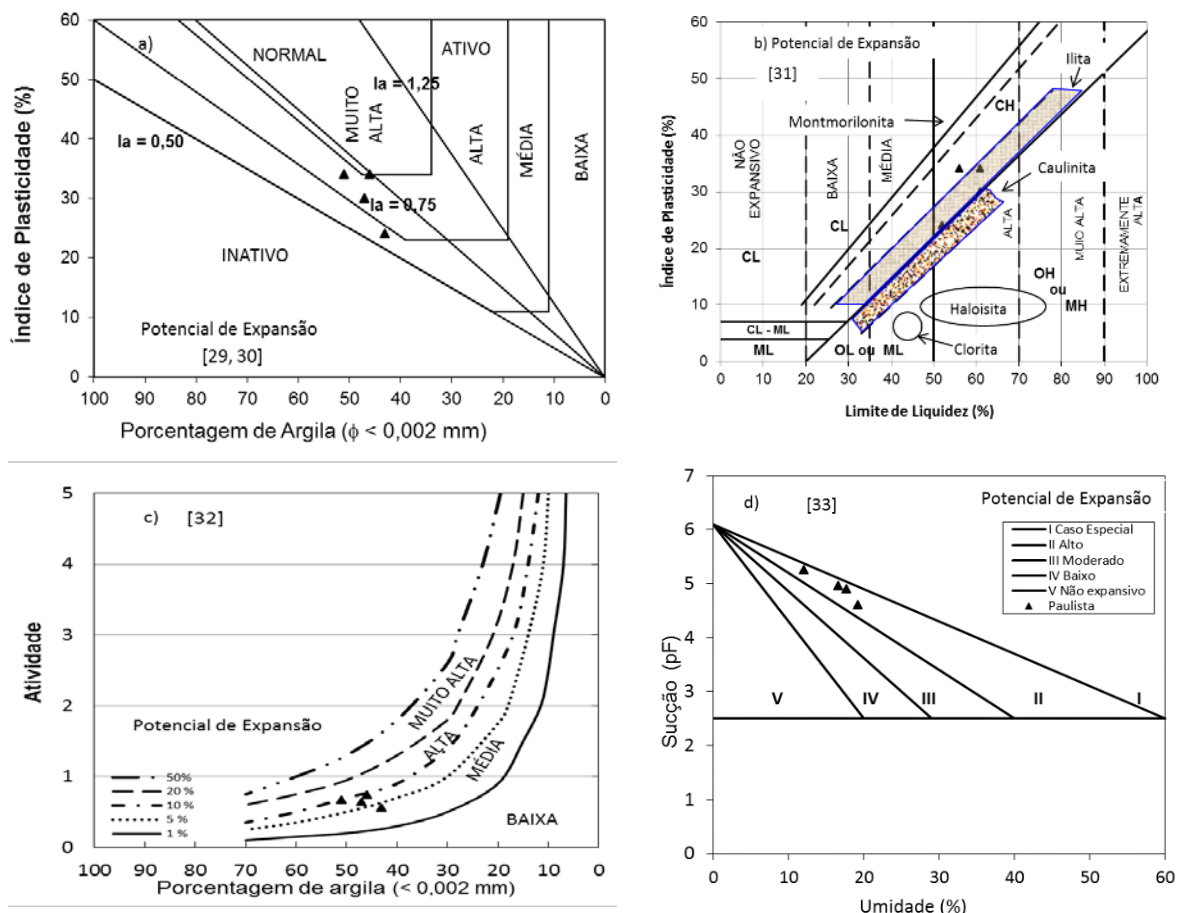 a)
NORMAL
ATIVO
Ia = 1,25
MUITO
ALTA
ALTA
MÉDIA
BAIXA
Ia = 0,50
Ia = 0,75
INATIVO
Potencial de Expansão
[29, 30]
Índice de Plasticidade (%)
60
50
40
30
20
10
0
100 90 80 70 60 50 40 30 20 10 0
Porcentagem de Argila (ϕ < 0,002 mm)
b) Potencial de Expansão
[31]
Ilita
CH
Montmorilonita
NÃO
EXPANSIVO
BAIXA
MÉDIA
Caulinita
CL
CL
ALTA
MUIO ALTA
EXTREMAMENTE
ALTA
OH
ou
MH
Haloisita
CL - ML
ML
OL ou ML
Clorita
Índice de Plasticidade (%)
60
50
40
30
20
10
0
0 10 20 30 40 50 60 70 80 90 100
Limite de Liquidez (%)
c) [32]
Atividade
5
4
3
2
1
0
MUITO ALTA
ALTA
MÉDIA
BAIXA
Potencial de Expansão
50%
20 %
10 %
5 %
1 %
100 90 80 70 60 50 40 30 20 10 0
Porcentagem de argila (< 0,002 mm)
d) [33]
Potencial de Expansão
I Caso Especial
II Alto
III Moderado
IV Baixo
V Não expansivo
Paulista
Sucção (pF)
7
6
5
4
3
2
1
0
V IV III II I
0 10 20 30 40 50 60
Umidade (%)